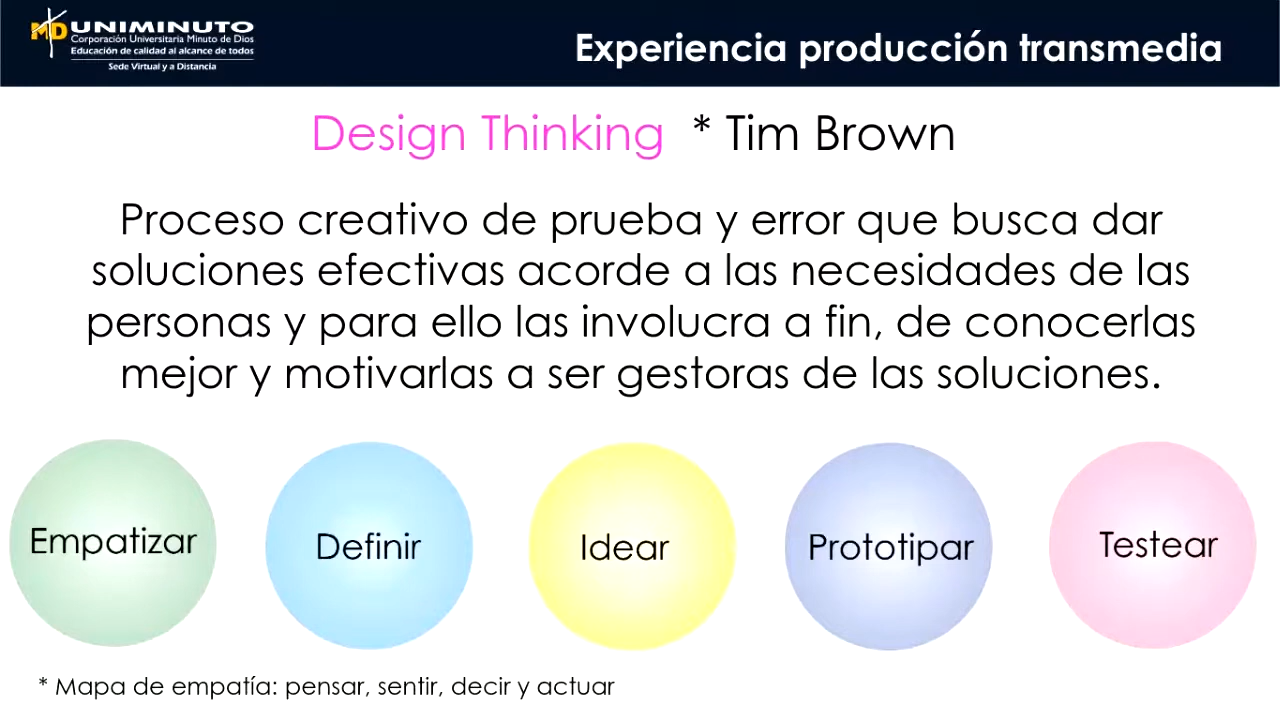 MD UNIMINUTO
Corporación Universitaria Minuto de Dios
Educación de calidad al alcance de todos
Sede Virtual y a Distancia
Experiencia producción transmedia
Design Thinking * Tim Brown
Proceso creativo de prueba y error que busca dar
soluciones efectivas acorde a las necesidades de las
personas y para ello las involucra a fin, de conocerlas
mejor y motivarlas a ser gestoras de las soluciones.
Empatizar
Definir
Idear
Prototipar
Testear
* Mapa de empatía: pensar, sentir, decir y actuar